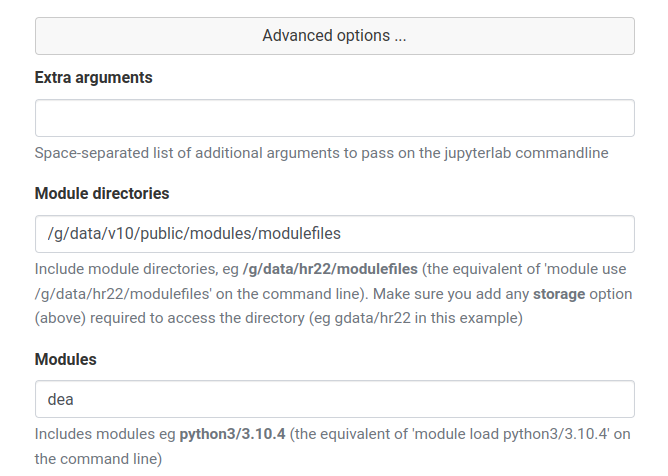 Advanced options ...
Extra arguments
Space-separated list of additional arguments to pass on the jupyterlab commandline
Module directories
/g/data/v10/public/modules/modulefiles
Include module directories, eg /g/data/hr22/modulefiles (the equivalent of 'module use
/g/data/hr22/modulefiles' on the command line). Make sure you add any storage option
(above) required to access the directory (eg gdata/hr22 in this example)
Modules
dea
Includes modules eg python3/3.10.4 (the equivalent of 'module load python3/3.10.4' on
the command line)